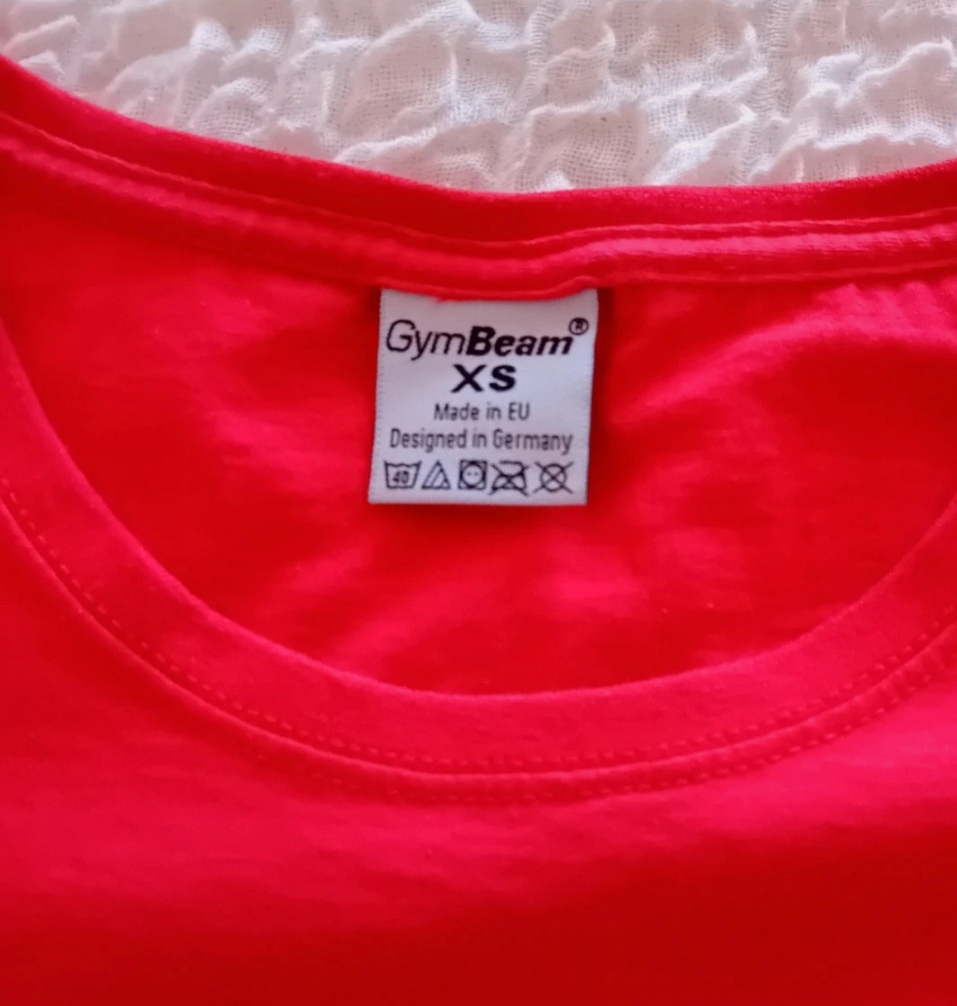 GymBeam®
XS
Made in EU
Designed in Germany
40